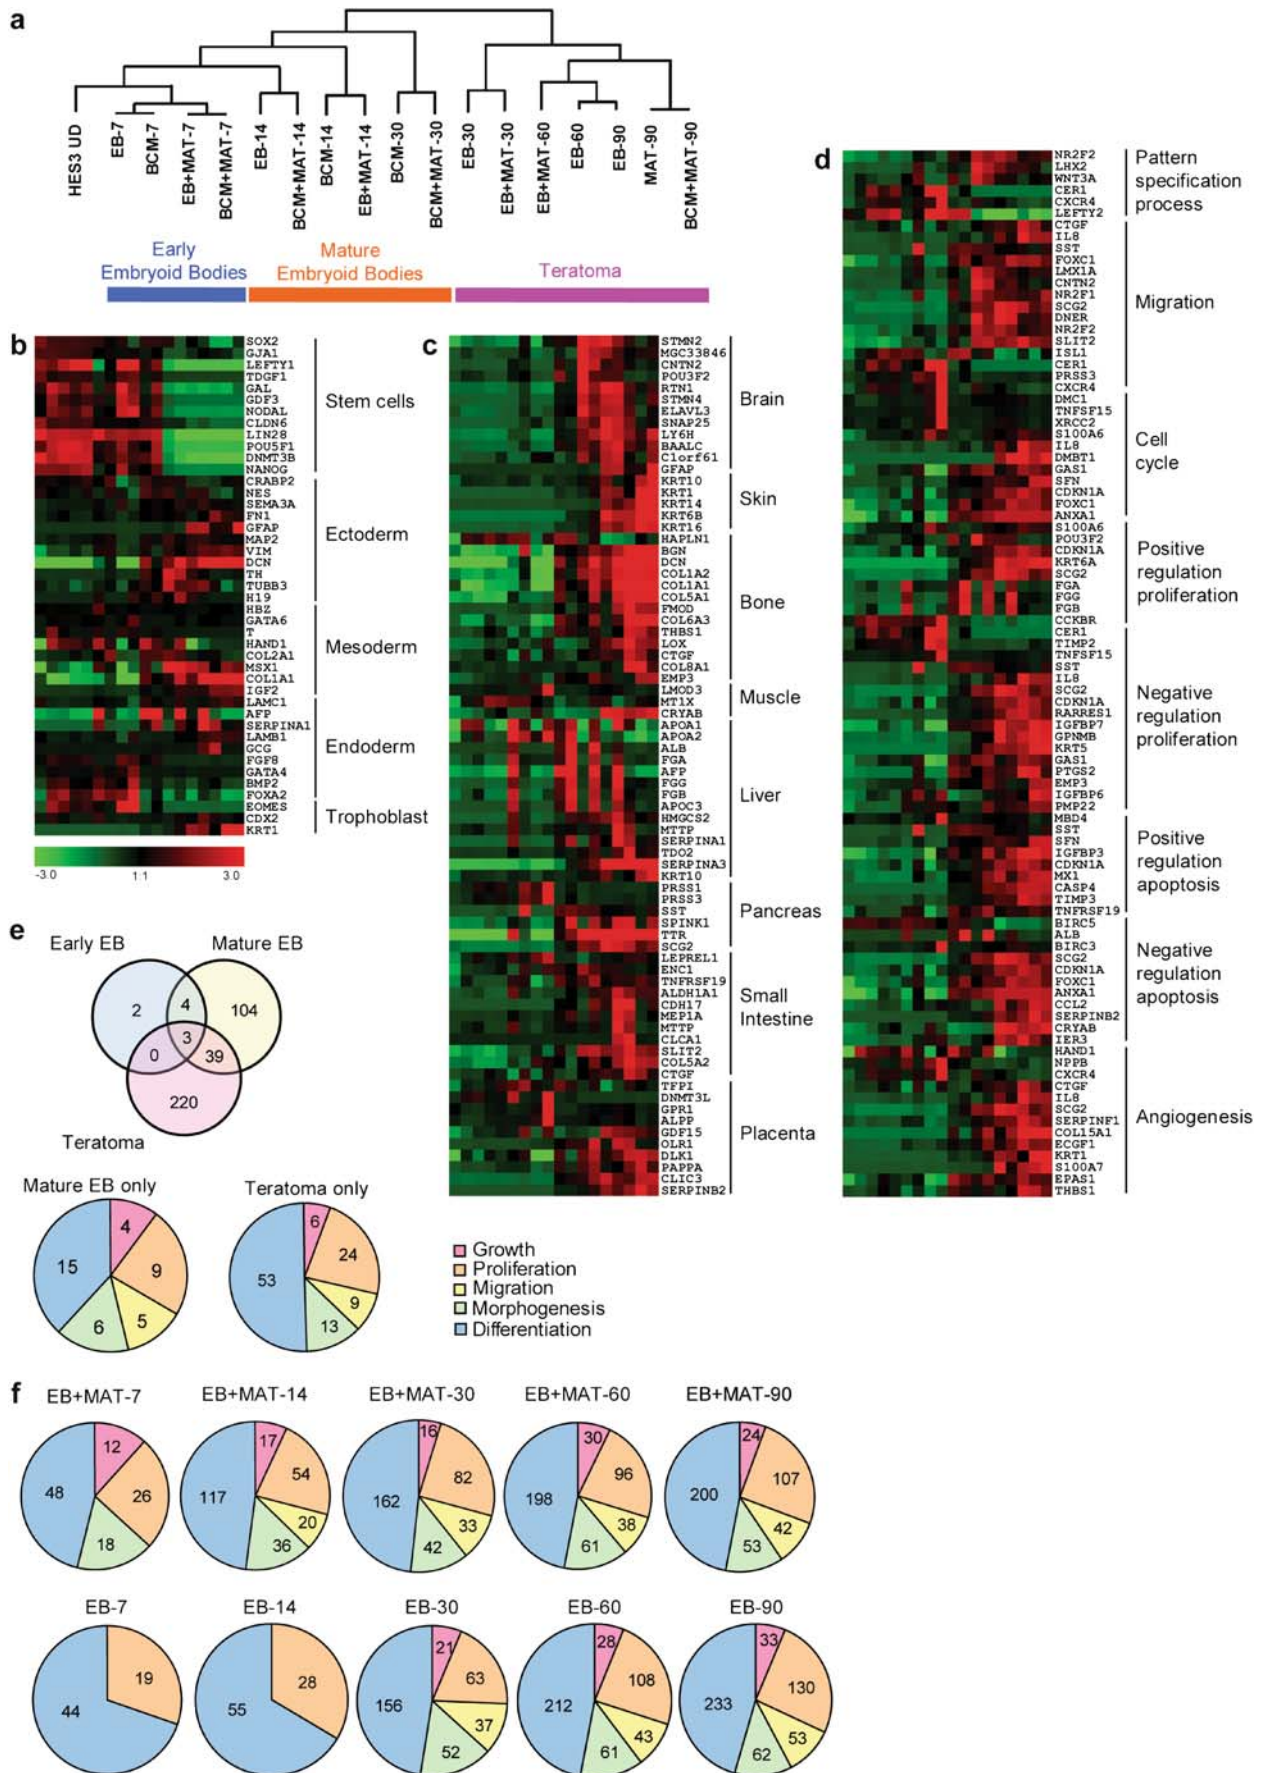 a
HES3 UD
EB-7
BCM-7
EB+MAT-7
BCM+MAT-7
EB-14
BCM+MAT-14
BCM-14
EB+MAT-14
BCM-30
BCM+MAT-30
EB-30
EB+MAT-30
EB+MAT-60
EB-60
EB-90
MAT-90
BCM+MAT-90
Early
Embryoid Bodies
Mature
Embryoid Bodies
Teratoma
b
SOX2
GJA1
LEFTY1
TDGF1
GAL
GDF3
NODAL
CLDN6
LIN28
POU5F1
DNMT3B
NANOG
Stem cells
CRABP2
NES
SEMA3A
FN1
GFAP
MAP2
VIM
DCN
TH
TUBB3
H19
Ectoderm
HBZ
GATA6
T
HAND1
COL2A1
MSX1
COL1A1
IGF2
Mesoderm
LAMC1
AFP
SERPINA1
LAMB1
GCG
FGF8
GATA4
BMP2
FOXA2
Endoderm
EOMES
CDX2
KRT1
Trophoblast
-3.0
1:1
3.0
c
STMN2
MGC33846
CNTN2
POU3F2
RTN1
STMN4
ELAVL3
SNAP25
LY6H
BAALC
C1orf61
GFAP
Brain
KRT10
KRT1
KRT14
KRT6B
KRT16
Skin
HAPLN1
BGN
DCN
COL1A2
COL1A1
COL5A1
FMOD
COL6A3
THBS1
LOX
CTGF
COL8A1
EMP3
Bone
LMOD3
MT1X
CRYAB
Muscle
APOA1
APOA2
ALB
FGA
AFP
FGG
FGB
APOC3
HMGCS2
MTTP
SERPINA1
TDO2
SERPINA3
KRT10
Liver
PRSS1
PRSS3
SST
SPINK1
TTR
SCG2
Pancreas
LEPREL1
ENC1
TNFRSF19
ALDH1A1
CDH17
MEP1A
MTTP
CLCA1
SLIT2
COL5A2
CTGF
Small
Intestine
TFPI
DNMT3L
GPR1
ALPP
GDF15
OLR1
DLK1
PAPPA
CLIC3
SERPINB2
Placenta
d
NR2F2
LHX2
WNT3A
CER1
CXCR4
LEFTY2
Pattern
specification
process
CTGF
IL8
SST
FOXC1
LMX1A
CNTN2
NR2F1
SCG2
DNER
NR2F2
SLIT2
ISL1
CER1
PRSS3
CXCR4
Migration
DMC1
TNFSF15
XRCC2
S100A6
IL8
DMBT1
GAS1
SFN
CDKN1A
FOXC1
ANXA1
Cell
cycle
S100A6
POU3F2
CDKN1A
KRT6A
SCG2
FGA
FGG
FGB
CCKBR
Positive
regulation
proliferation
CER1
TIMP2
TNFSF15
SST
IL8
SCG2
CDKN1A
RARRES1
IGFBP7
GPNMB
KRT5
GAS1
PTGS2
EMP3
IGFBP6
PMP22
Negative
regulation
proliferation
MBD4
SST
SFN
IGFBP3
CDKN1A
MX1
CASP4
TIMP3
TNFRSF19
Positive
regulation
apoptosis
BIRC5
ALB
BIRC3
SCG2
CDKN1A
FOXC1
ANXA1
CCL2
SERPINB2
CRYAB
IER3
Negative
regulation
apoptosis
HAND1
NPPB
CXCR4
CTGF
IL8
SCG2
SERPINF1
COL15A1
ECGF1
KRT1
S100A7
EPAS1
THBS1
Angiogenesis
e
Early EB
Mature EB
2
4
104
3
0
39
220
Teratoma
Mature EB only
4
9
5
6
15
Teratoma only
6
24
9
13
53
Growth
Proliferation
Migration
Morphogenesis
Differentiation
f
EB+MAT-7
12
26
18
48
EB+MAT-14
17
54
20
36
117
EB+MAT-30
16
82
33
42
162
EB+MAT-60
30
96
38
61
198
EB+MAT-90
24
107
42
53
200
EB-7
19
44
EB-14
28
55
EB-30
21
63
37
52
156
EB-60
28
108
43
61
212
EB-90
33
130
53
62
233